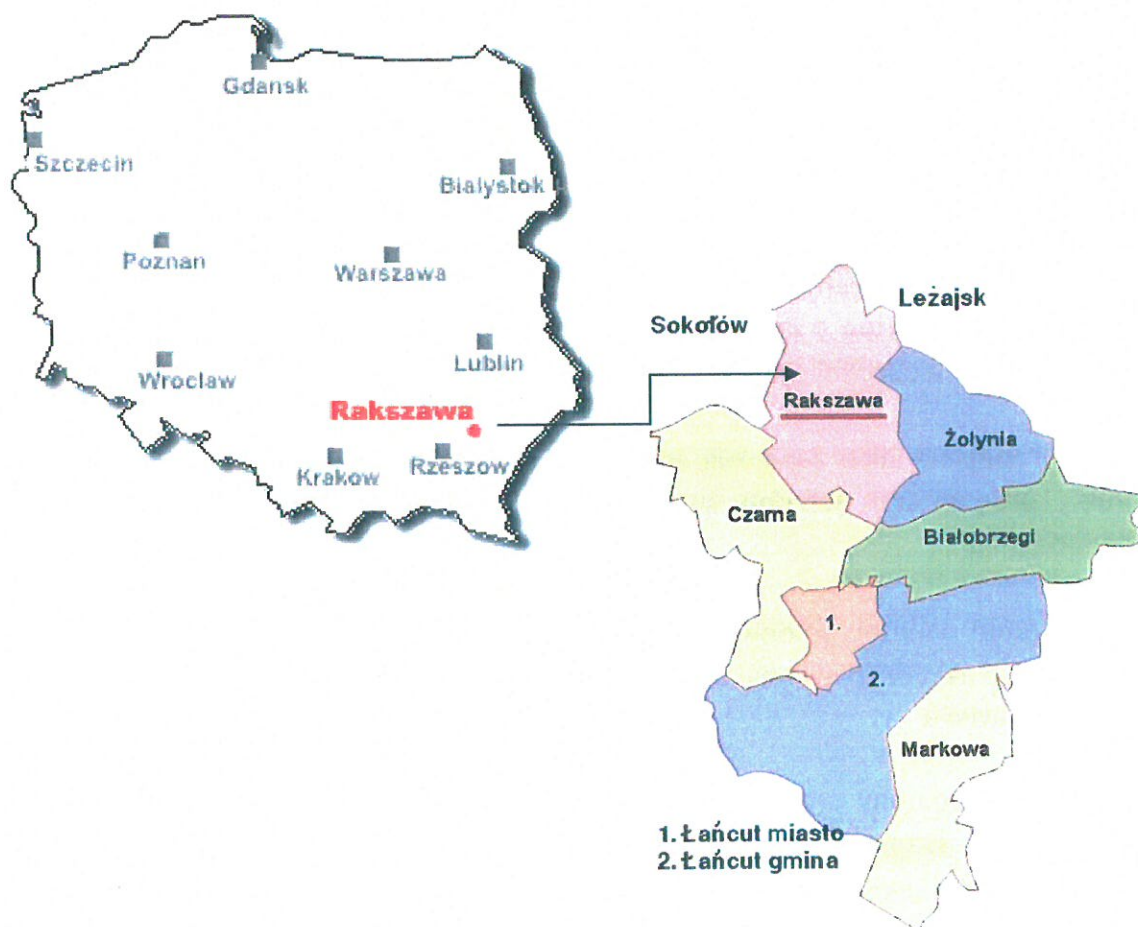 Gdansk
Szczecin
Bialystok
Poznan
Warszawa
Wroclaw
Lublin
Rakszawa
Krakow
Rzeszow
Leżajsk
Sokołów
Rakszawa
Żołynia
Czarna
Białobrzegi
1.
2.
Markowa
1. Łańcut miasto
2. Łańcut gmina